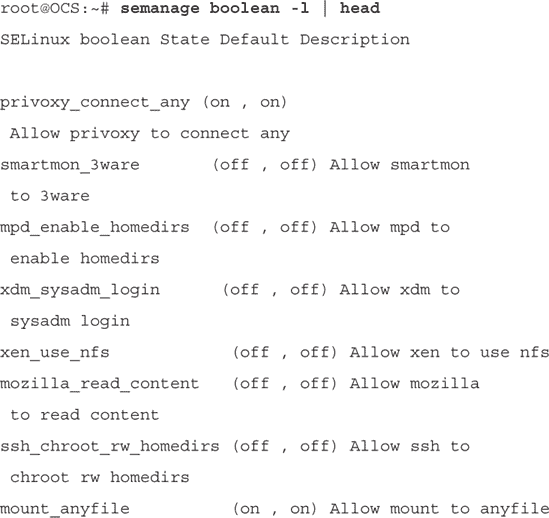 root@OCS:~# semanage boolean -l | head
SELinux boolean State Default Description
privoxy_connect_any (on , on)
Allow privoxy to connect any
smartmon_3ware (off , off) Allow smartmon
to 3ware
mpd_enable_homedirs (off , off) Allow mpd to
enable homedirs
xdm_sysadm_login (off , off) Allow xdm to
sysadm login
xen_use_nfs (off , off) Allow xen to use nfs
mozilla_read_content (off , off) Allow mozilla
to read content
ssh_chroot_rw_homedirs (off , off) Allow ssh to
chroot rw homedirs
mount_anyfile (on , on) Allow mount to anyfile